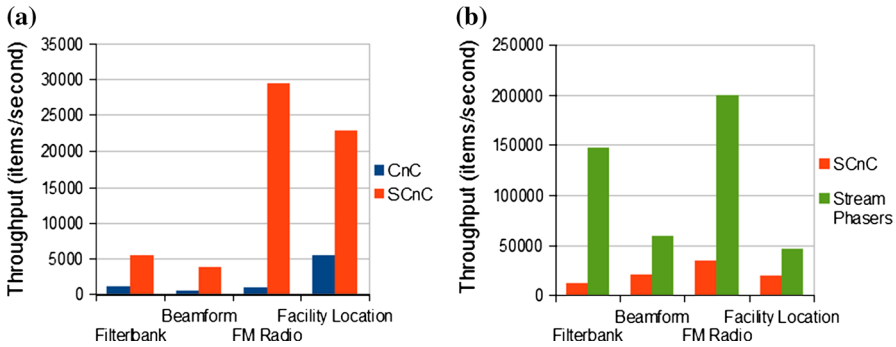 (a)
Throughput (items/second)
35000
30000
25000
20000
15000
10000
5000
0
Filterbank
Beamform
FM Radio
Facility Location
CnC
SCnC
(b)
Throughput (items/second)
250000
200000
150000
100000
50000
0
Filterbank
Beamform
FM Radio
Facility Location
SCnC
Stream
Phasers